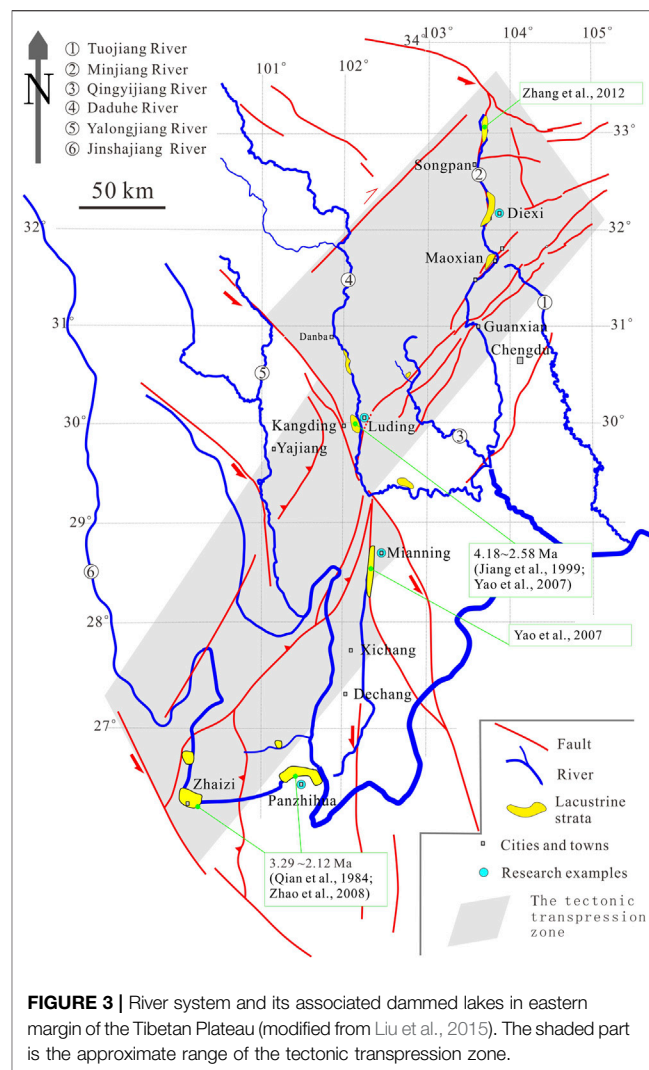 ① Tuojiang River
② Minjiang River
③ Qingyijiang River
④ Daduhe River
⑤ Yalongjiang River
⑥ Jinshajiang River
N
50 km
101°
102°
34°
103°
104°
105°
33°
32°
31°
30°
29°
28°
27°
32°
31°
30°
Zhang et al., 2012
Songpan
②
Diexi
Maoxian
①
④
Guanxian
Chengdu
Danba
⑤
Kangding
Luding
Yajiang
③
4.18~2.58 Ma
(Jiang et al., 1999;
Yao et al., 2007)
Mianning
⑥
Yao et al., 2007
Xichang
Dechang
Zhaizi
Panzhihua
3.29 ~2.12 Ma
(Qian et al., 1984;
Zhao et al., 2008)
Fault
River
Lacustrine
strata
Cities and towns
Research examples
The tectonic
transpression
zone
FIGURE 3 | River system and its associated dammed lakes in eastern
margin of the Tibetan Plateau (modified from Liu et al., 2015). The shaded part
is the approximate range of the tectonic transpression zone.